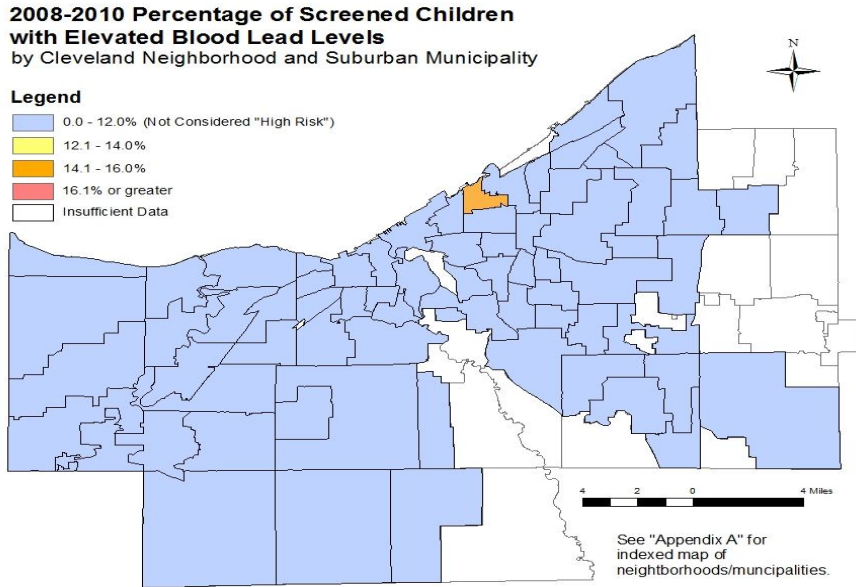 2008-2010 Percentage of Screened Children
with Elevated Blood Lead Levels
by Cleveland Neighborhood and Suburban Municipality
N
Legend
0.0 - 12.0% (Not Considered "High Risk")
12.1 - 14.0%
14.1 - 16.0%
16.1% or greater
Insufficient Data
4 2 0 4 Miles
See "Appendix A" for
indexed map of
neightborhoods/muncipalities.